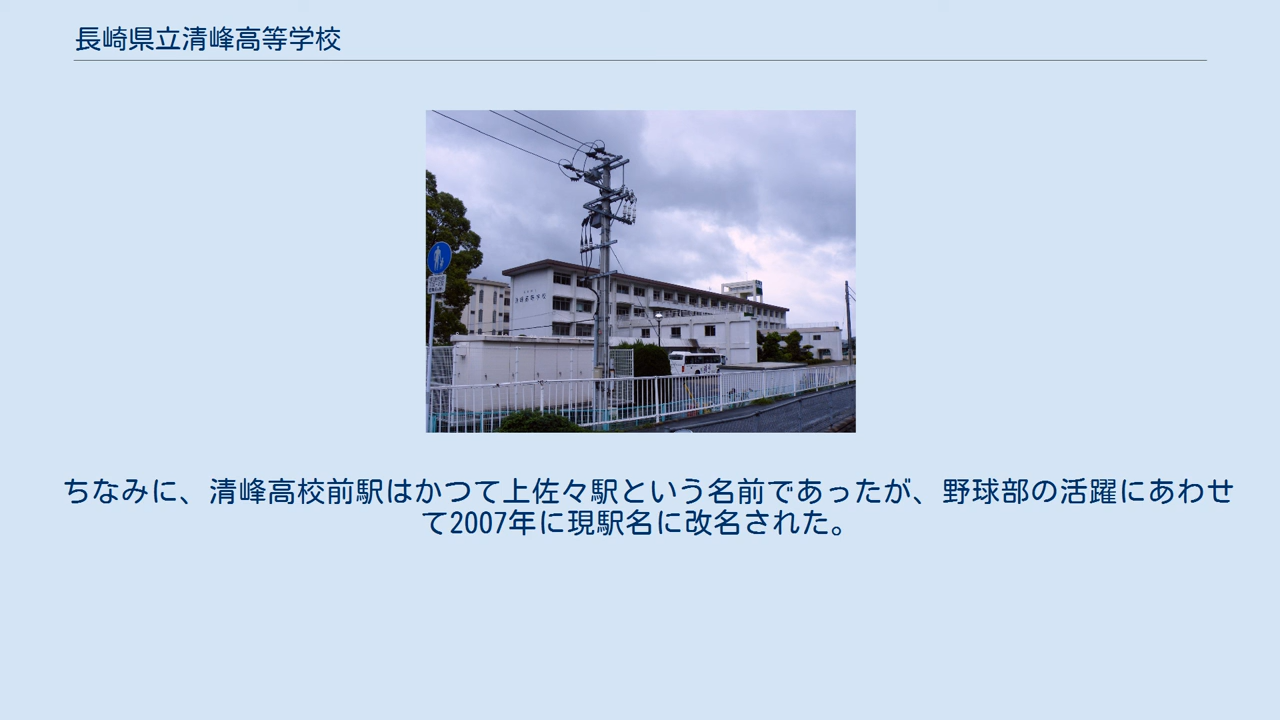 長崎県立清峰高等学校
ちなみに、清峰高校前駅はかつて上佐々駅という名前であったが、野球部の活躍にあわせ
て2007年に現駅名に改名された。